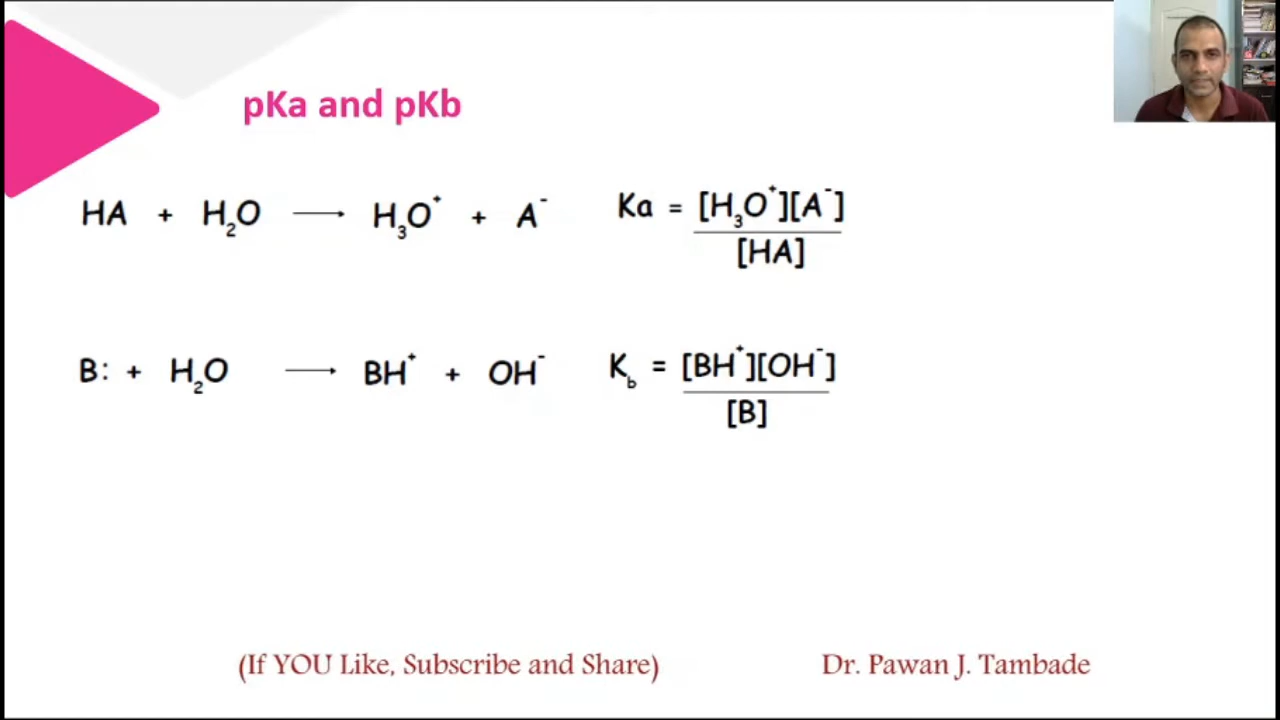 pKa and pKb
HA + H₂O ⟶ H₃O⁺ + A⁻ Ka = [H₃O⁺][A⁻]
[HA]
B: + H₂O ⟶ BH⁺ + OH⁻ K_b = [BH⁺][OH⁻]
[B]
(If YOU Like, Subscribe and Share) Dr. Pawan J. Tambade